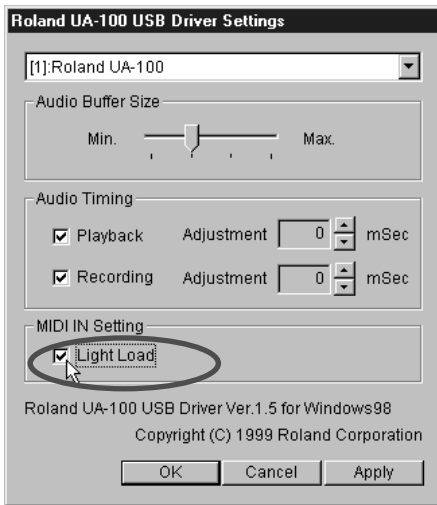 Roland UA-100 USB Driver Settings
[1]:Roland UA-100
Audio Buffer Size
Min. Max.
Audio Timing
Playback Adjustment 0 mSec
Recording Adjustment 0 mSec
MIDI IN Setting
Light Load
Roland UA-100 USB Driver Ver.1.5 for Windows98
Copyright (C) 1999 Roland Corporation
OK Cancel Apply